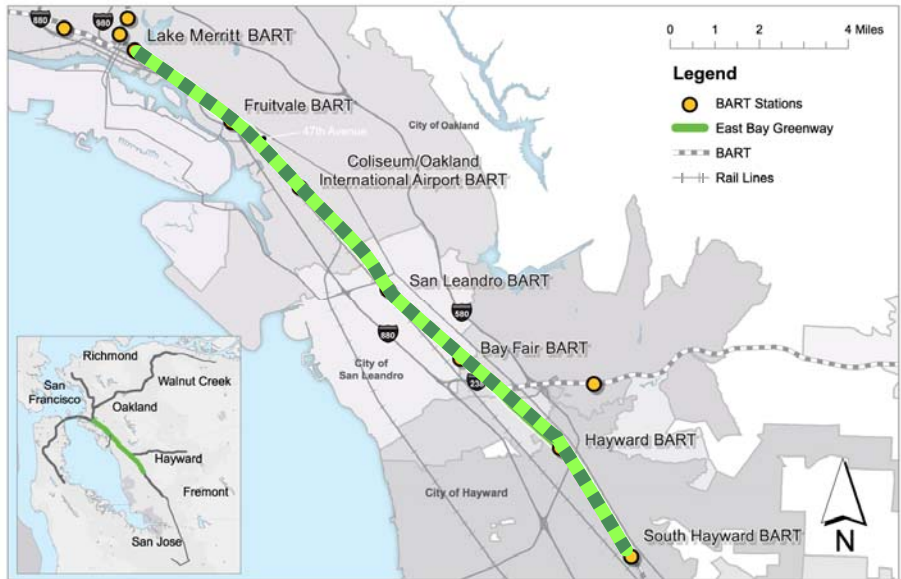 880
980
Lake Merritt BART
Fruitvale BART
47th Avenue
City of Oakland
Coliseum/Oakland
International Airport BART
San Leandro BART
580
880
Bay Fair BART
City of
San Leandro
238
Hayward BART
City of Hayward
South Hayward BART
0 1 2 4 Miles
Legend
BART Stations
East Bay Greenway
BART
Rail Lines
Richmond
San
Francisco
Walnut Creek
Oakland
Hayward
Fremont
San Jose
N